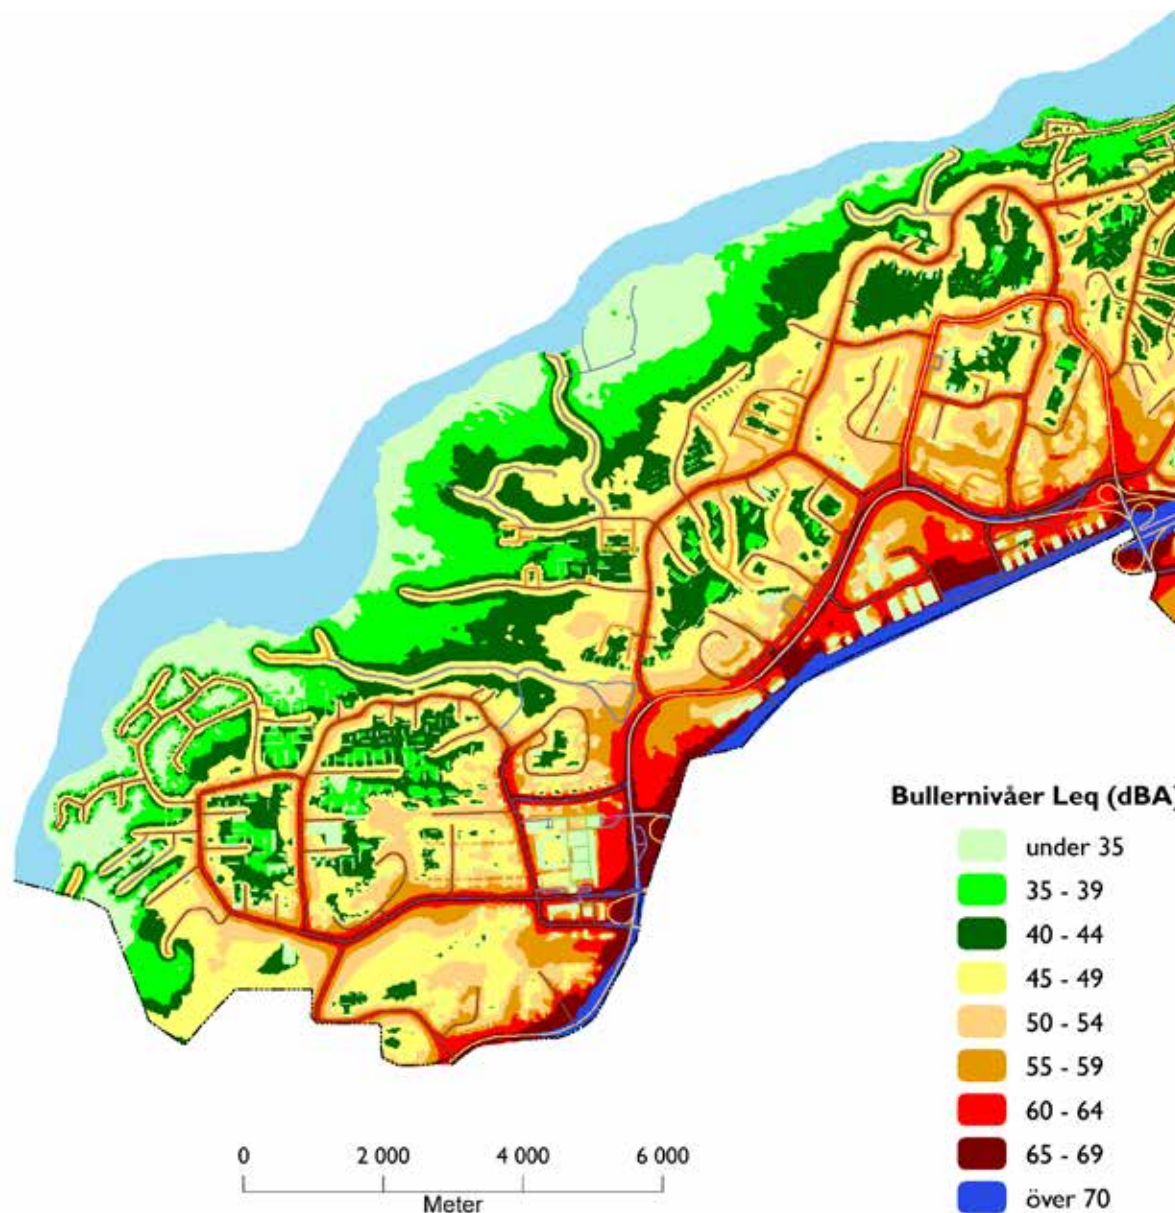 Bullernivåer Leq (dBA)
under 35
35 - 39
40 - 44
45 - 49
50 - 54
55 - 59
60 - 64
65 - 69
över 70
0 2 000 4 000 6 000
Meter